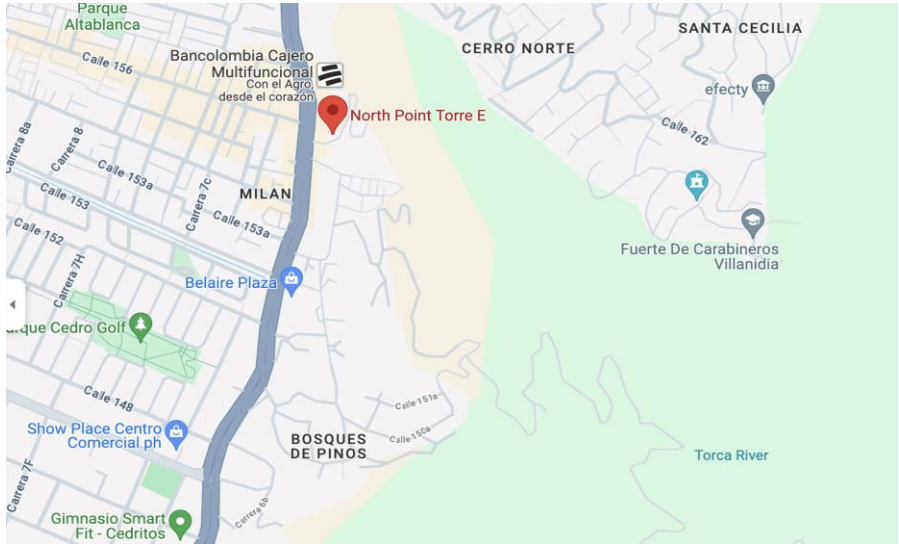 Parque
Altablanca
SANTA CECILIA
CERRO NORTE
Bancolombia Cajero
Multifuncional
Con el Agro,
desde el corazón
Calle 156
efecty
North Point Torre E
Calle 162
Carrera 8a
Carrera 8
Calle 153a
Carrera 7c
MILAN
Calle 153
Calle 153a
Calle 152
Fuerte De Carabineros
Villanidia
Carrera 7H
Belaire Plaza
arque Cedro Golf
Calle 148
Calle 151a
Calle 150a
Show Place Centro
Comercial ph
BOSQUES
DE PINOS
Torca River
Carrera 7F
Carrera 6b
Gimnasio Smart
Fit - Cedritos